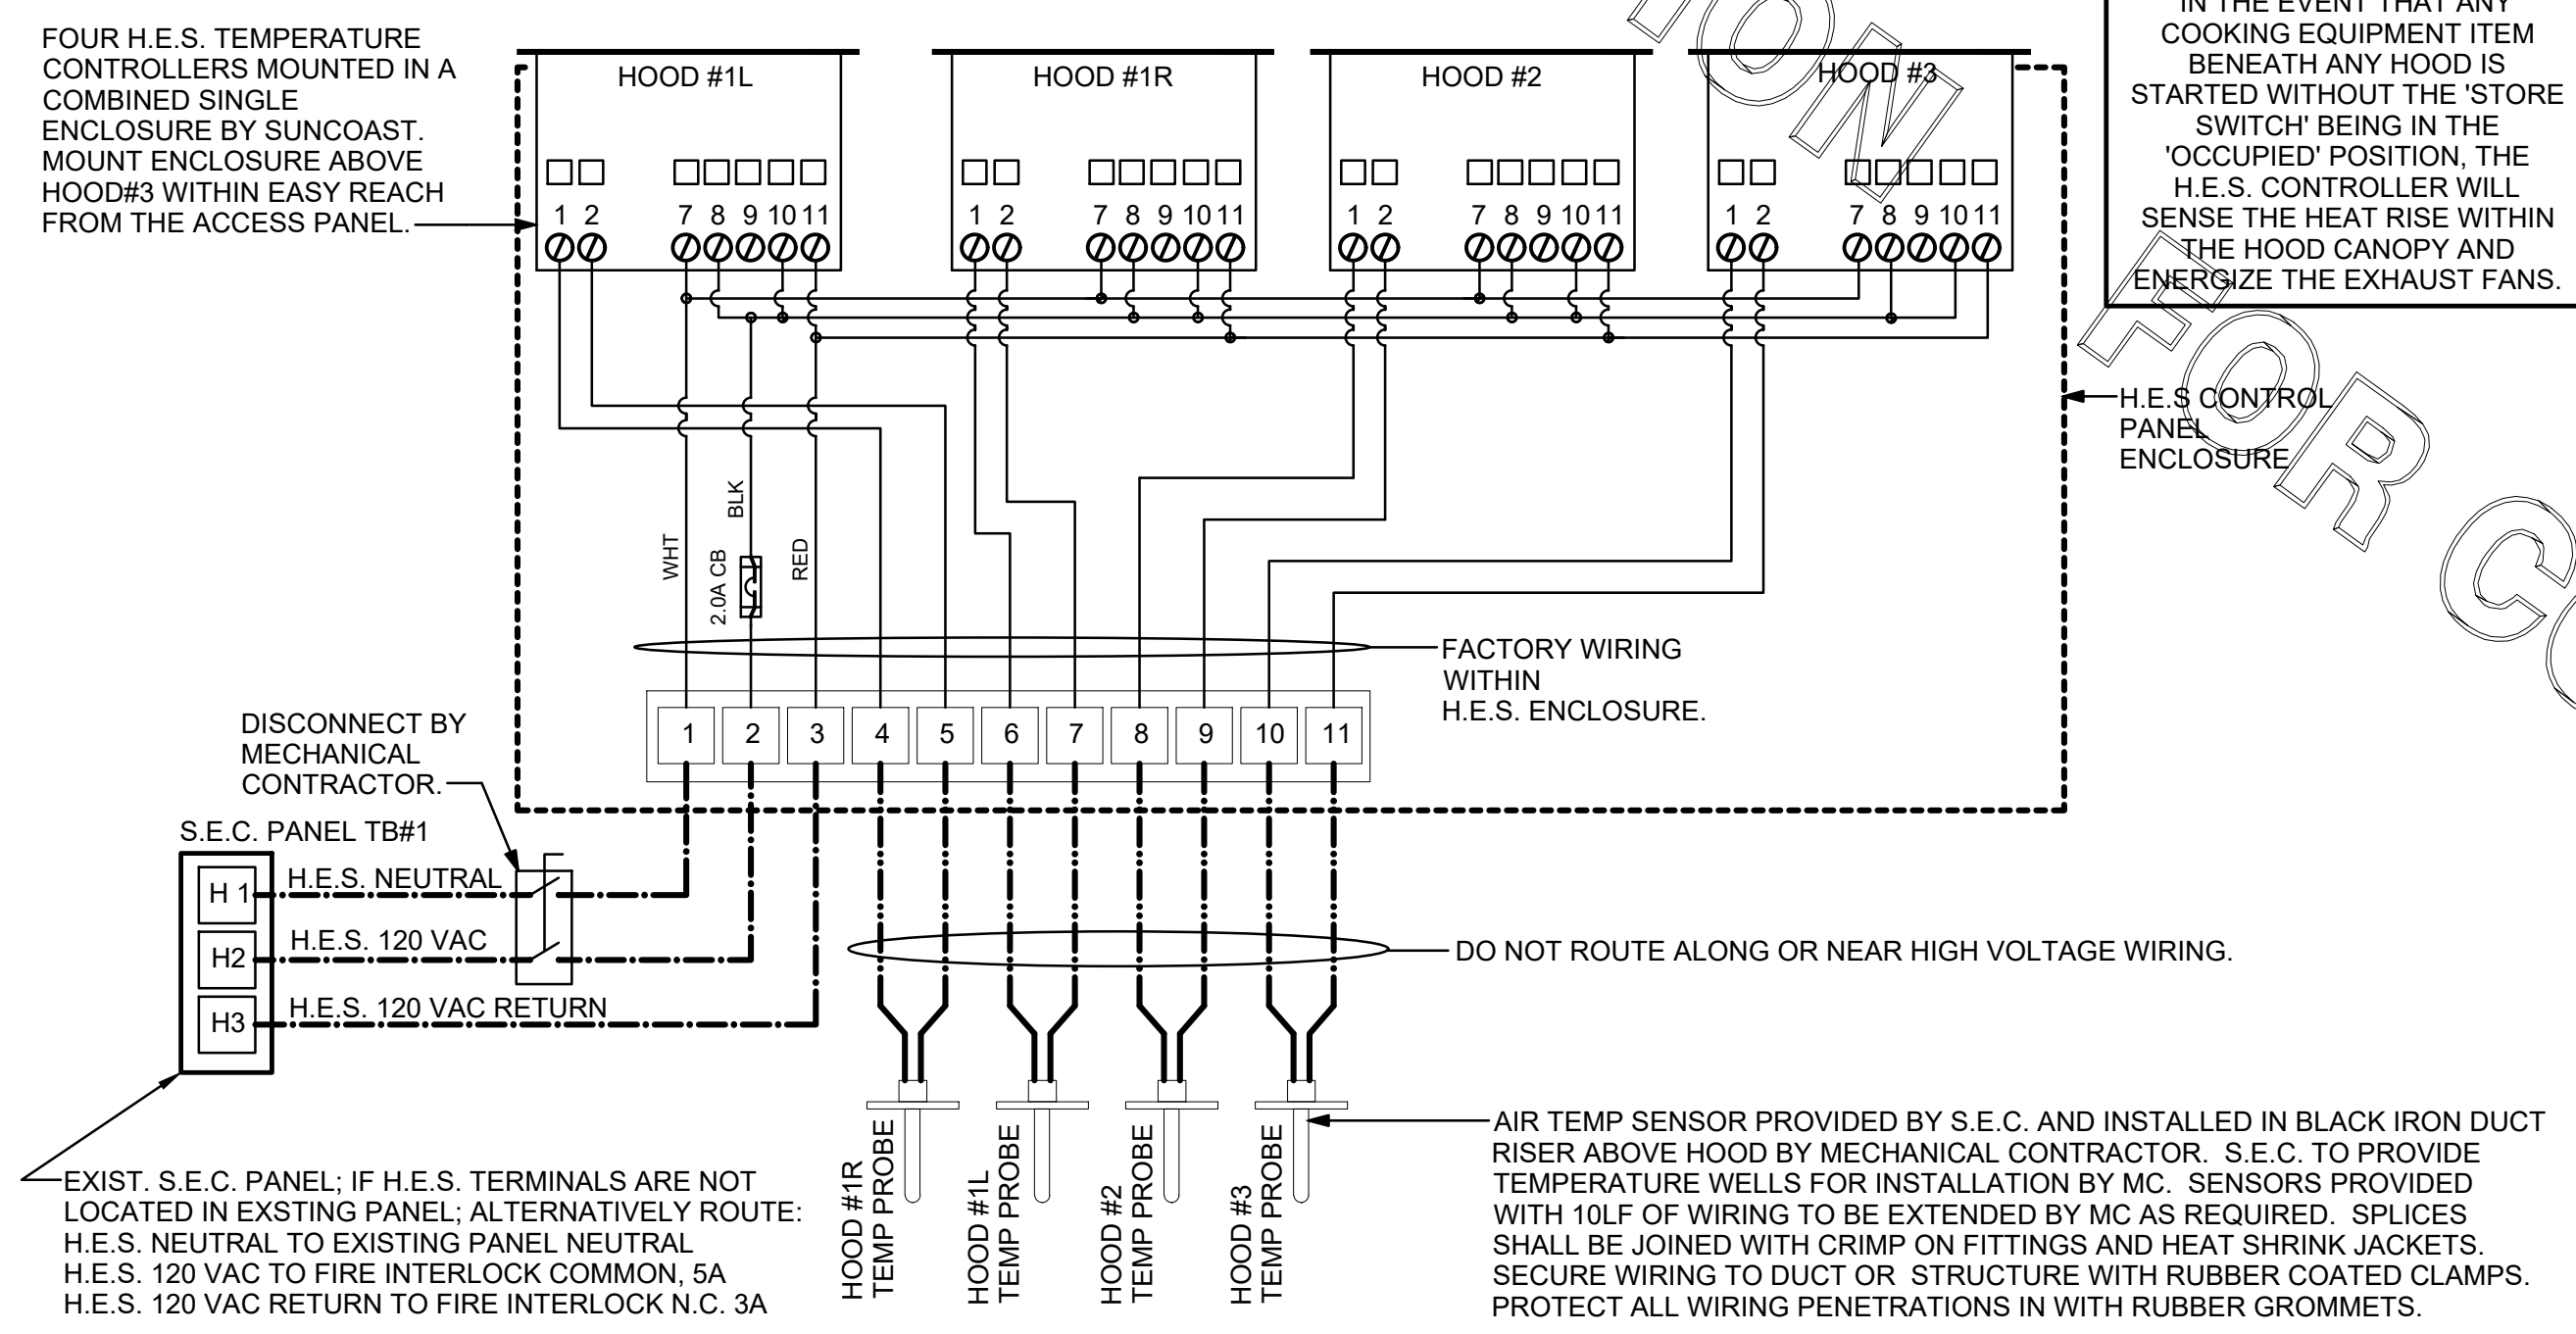 FOUR H.E.S. TEMPERATURE
CONTROLLERS MOUNTED IN A
COMBINED SINGLE
ENCLOSURE BY SUNCOAST.
MOUNT ENCLOSURE ABOVE
HOOD#3 WITHIN EASY REACH
FROM THE ACCESS PANEL.
HOOD #1L
1 2 7 8 9 10 11
HOOD #1R
1 2 7 8 9 10 11
HOOD #2
1 2 7 8 9 10 11
HOOD #3
1 2 7 8 9 10 11
IN THE EVENT THAT ANY
COOKING EQUIPMENT ITEM
BENEATH ANY HOOD IS
STARTED WITHOUT THE 'STORE
SWITCH' BEING IN THE
'OCCUPIED' POSITION, THE
H.E.S. CONTROLLER WILL
SENSE THE HEAT RISE WITHIN
THE HOOD CANOPY AND
ENERGIZE THE EXHAUST FANS.
H.E.S CONTROL
PANEL
ENCLOSURE
WHT
2.0A CB
BLK
RED
FACTORY WIRING
WITHIN
H.E.S. ENCLOSURE.
1 2 3 4 5 6 7 8 9 10 11
DISCONNECT BY
MECHANICAL
CONTRACTOR.
S.E.C. PANEL TB#1
H 1
H.E.S. NEUTRAL
H2
H.E.S. 120 VAC
H3
H.E.S. 120 VAC RETURN
DO NOT ROUTE ALONG OR NEAR HIGH VOLTAGE WIRING.
HOOD #1R
TEMP PROBE
HOOD #1L
TEMP PROBE
HOOD #2
TEMP PROBE
HOOD #3
TEMP PROBE
EXIST. S.E.C. PANEL; IF H.E.S. TERMINALS ARE NOT
LOCATED IN EXSTING PANEL; ALTERNATIVELY ROUTE:
H.E.S. NEUTRAL TO EXISTING PANEL NEUTRAL
H.E.S. 120 VAC TO FIRE INTERLOCK COMMON, 5A
H.E.S. 120 VAC RETURN TO FIRE INTERLOCK N.C. 3A
AIR TEMP SENSOR PROVIDED BY S.E.C. AND INSTALLED IN BLACK IRON DUCT
RISER ABOVE HOOD BY MECHANICAL CONTRACTOR. S.E.C. TO PROVIDE
TEMPERATURE WELLS FOR INSTALLATION BY MC. SENSORS PROVIDED
WITH 10LF OF WIRING TO BE EXTENDED BY MC AS REQUIRED. SPLICES
SHALL BE JOINED WITH CRIMP ON FITTINGS AND HEAT SHRINK JACKETS.
SECURE WIRING TO DUCT OR STRUCTURE WITH RUBBER COATED CLAMPS.
PROTECT ALL WIRING PENETRATIONS IN WITH RUBBER GROMMETS.
FOR